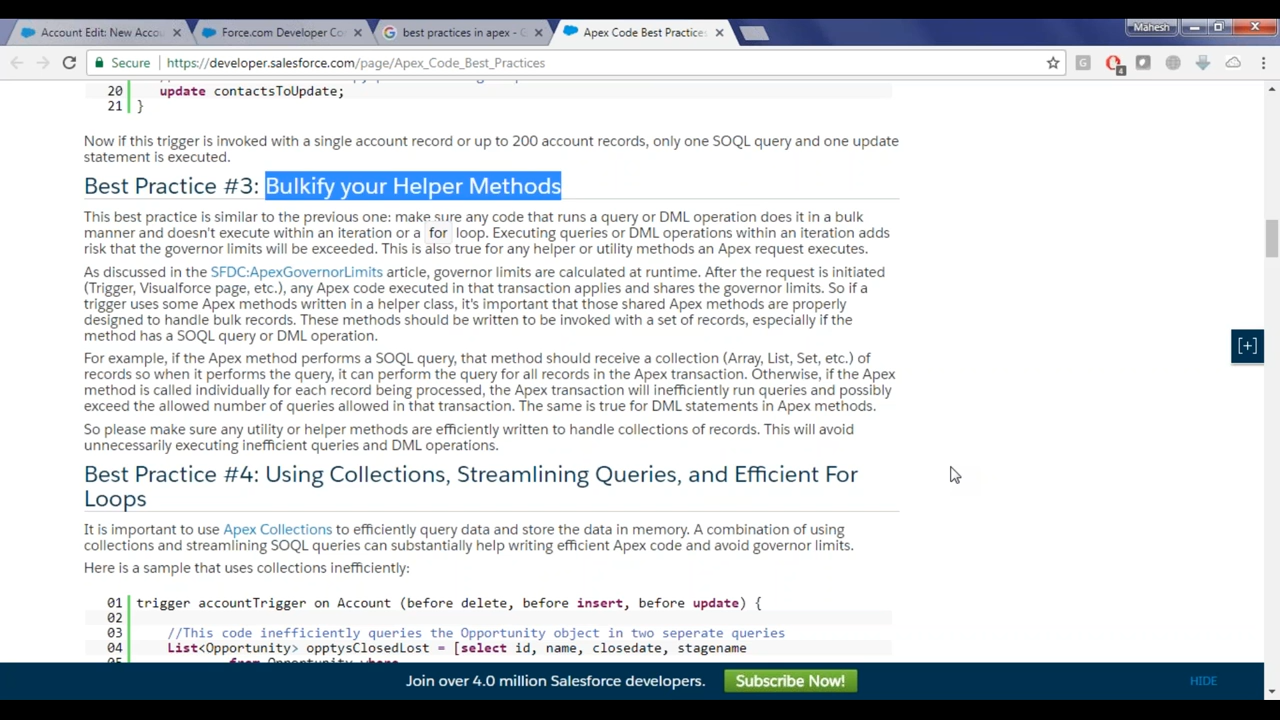 Account Edit: New Accou
Force.com Developer Co
best practices in apex - G
Apex Code Best Practices
Mahesh
Secure
https://developer.salesforce.com/page/Apex_Code_Best_Practices
20 update contactsToUpdate;
21 }
Now if this trigger is invoked with a single account record or up to 200 account records, only one SOQL query and one update
statement is executed.
Best Practice #3: Bulkify your Helper Methods
This best practice is similar to the previous one: make sure any code that runs a query or DML operation does it in a bulk
manner and doesn't execute within an iteration or a for loop. Executing queries or DML operations within an iteration adds
risk that the governor limits will be exceeded. This is also true for any helper or utility methods an Apex request executes.
As discussed in the SFDC:ApexGovernorLimits article, governor limits are calculated at runtime. After the request is initiated
(Trigger, Visualforce page, etc.), any Apex code executed in that transaction applies and shares the governor limits. So if a
trigger uses some Apex methods written in a helper class, it's important that those shared Apex methods are properly
designed to handle bulk records. These methods should be written to be invoked with a set of records, especially if the
method has a SOQL query or DML operation.
For example, if the Apex method performs a SOQL query, that method should receive a collection (Array, List, Set, etc.) of
records so when it performs the query, it can perform the query for all records in the Apex transaction. Otherwise, if the Apex
method is called individually for each record being processed, the Apex transaction will inefficiently run queries and possibly
exceed the allowed number of queries allowed in that transaction. The same is true for DML statements in Apex methods.
So please make sure any utility or helper methods are efficiently written to handle collections of records. This will avoid
unnecessarily executing inefficient queries and DML operations.
Best Practice #4: Using Collections, Streamlining Queries, and Efficient For
Loops
It is important to use Apex Collections to efficiently query data and store the data in memory. A combination of using
collections and streamlining SOQL queries can substantially help writing efficient Apex code and avoid governor limits.
Here is a sample that uses collections inefficiently:
01 trigger accountTrigger on Account (before delete, before insert, before update) {
02
03 //This code inefficiently queries the Opportunity object in two seperate queries
04 List<Opportunity> opptysClosedLost = [select id, name, closedate, stagename
[+]
4
Join over 4.0 million Salesforce developers.
Subscribe Now!
HIDE